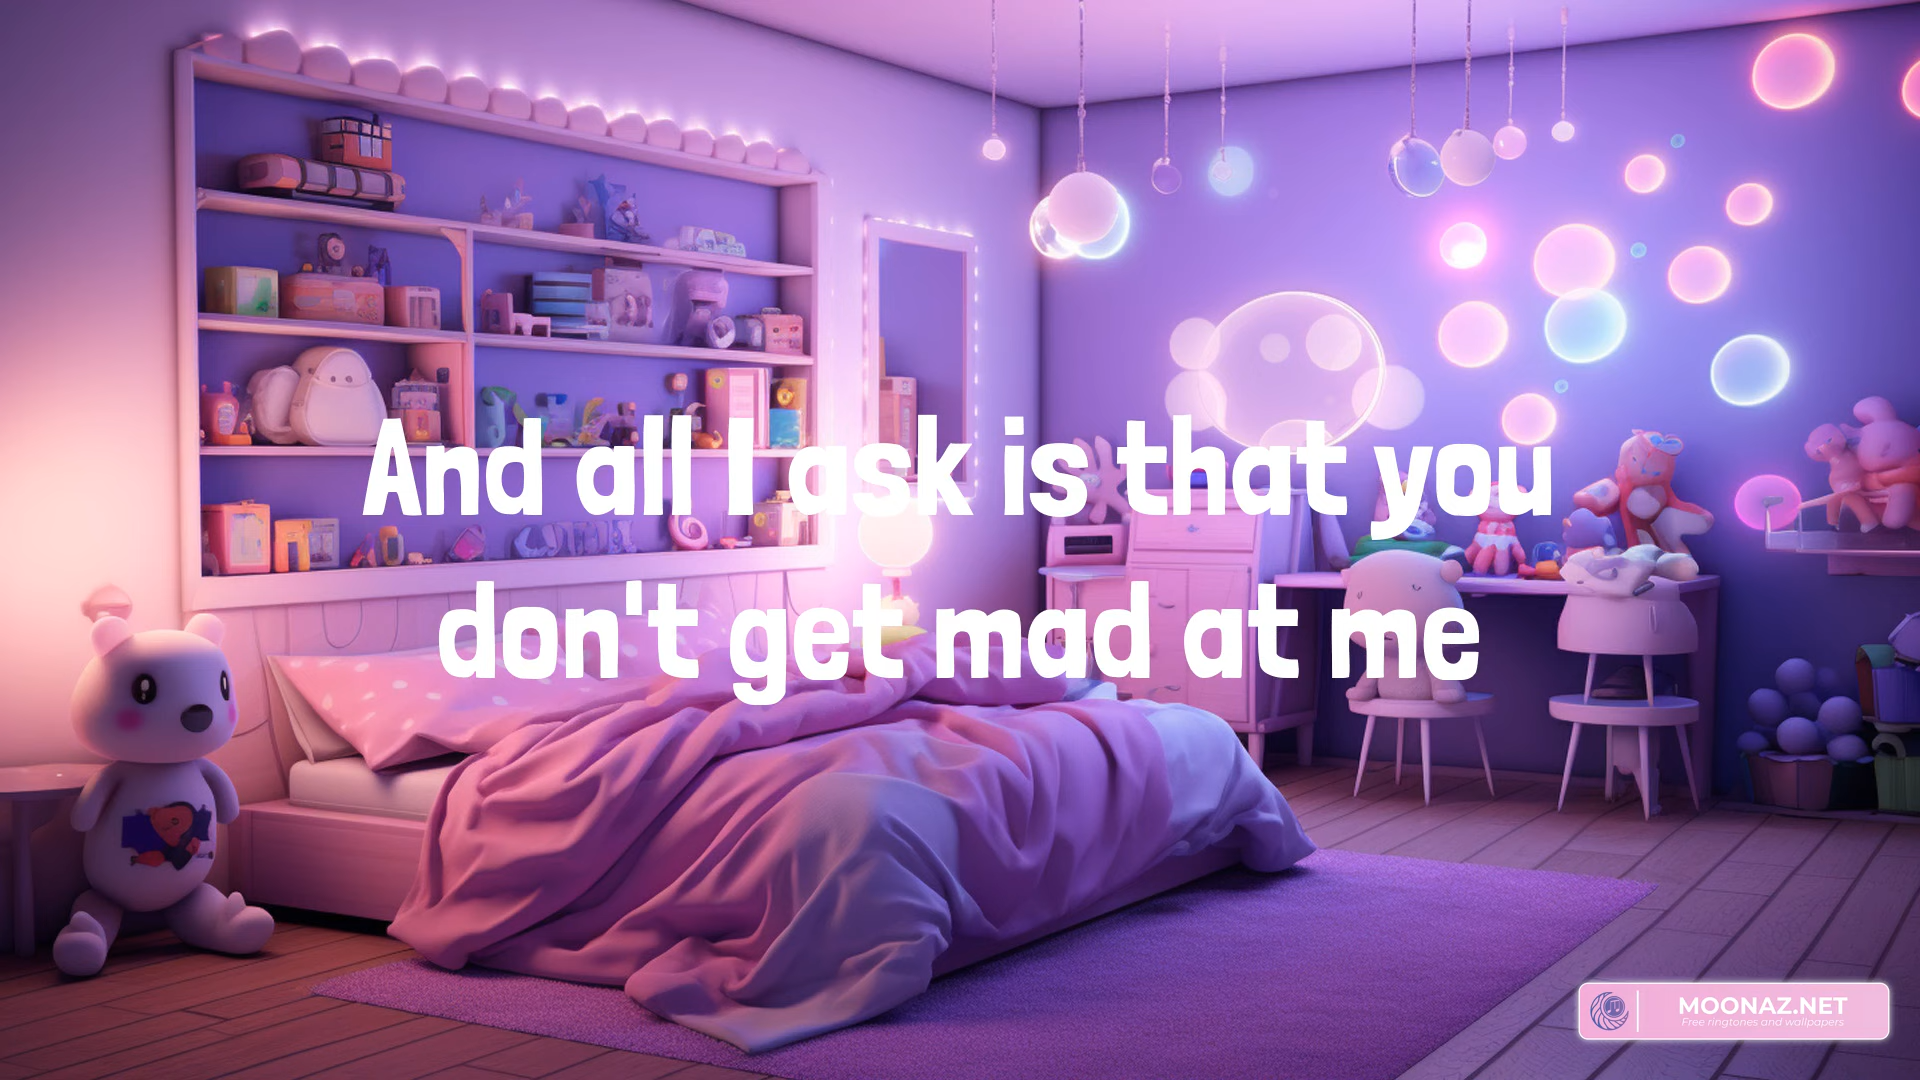 And all I ask is that you
don't get mad at me
MOONAZ.NET
Free ringtones and wallpapers